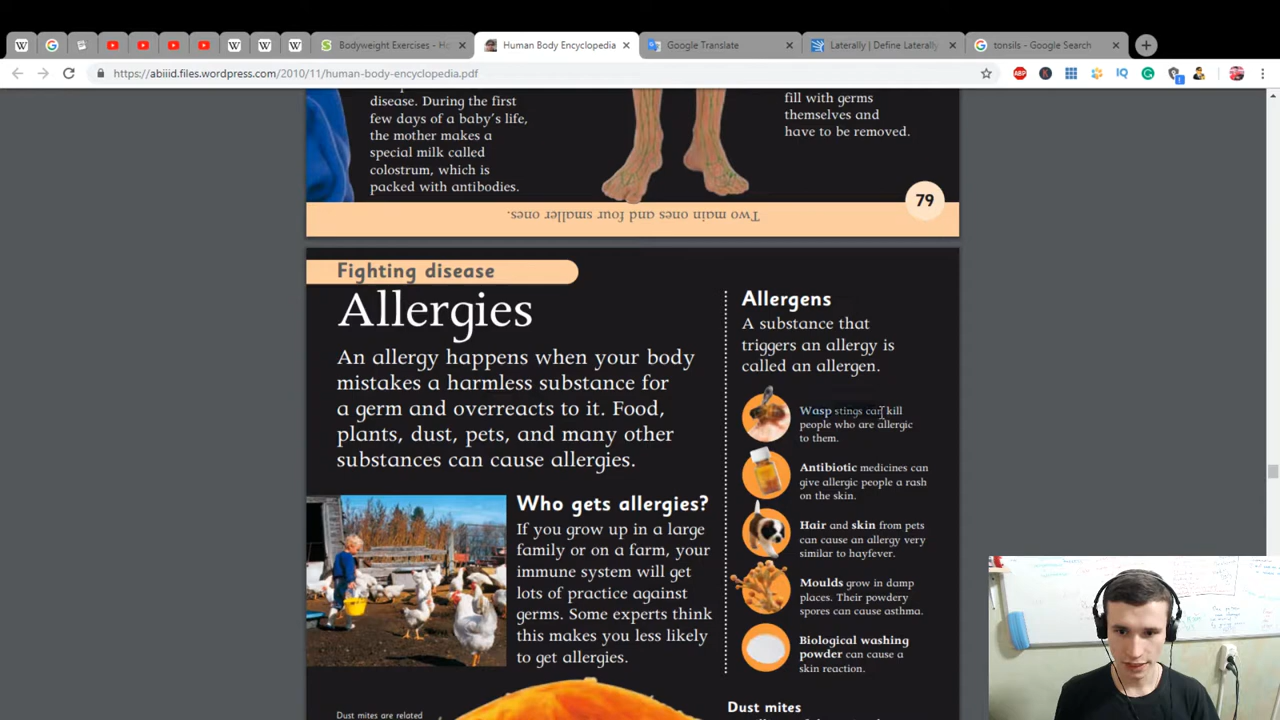 Bodyweight Exercises - Ho
Human Body Encyclopedia
Google Translate
Laterally | Define Laterally
tonsils - Google Search
https://abiiid.files.wordpress.com/2010/11/human-body-encyclopedia.pdf
disease. During the first
few days of a baby's life,
the mother makes a
special milk called
colostrum, which is
packed with antibodies.
fill with germs
themselves and
have to be removed.
Two main ones and four smaller ones.
79
Fighting disease
Allergies
An allergy happens when your body
mistakes a harmless substance for
a germ and overreacts to it. Food,
plants, dust, pets, and many other
substances can cause allergies.
Who gets allergies?
If you grow up in a large
family or on a farm, your
immune system will get
lots of practice against
germs. Some experts think
this makes you less likely
to get allergies.
Dust mites are related
Allergens
A substance that
triggers an allergy is
called an allergen.
Wasp stings can kill
people who are allergic
to them.
Antibiotic medicines can
give allergic people a rash
on the skin.
Hair and skin from pets
can cause an allergy very
similar to hayfever.
Moulds grow in damp
places. Their powdery
spores can cause asthma.
Biological washing
powder can cause a
skin reaction.
Dust mites